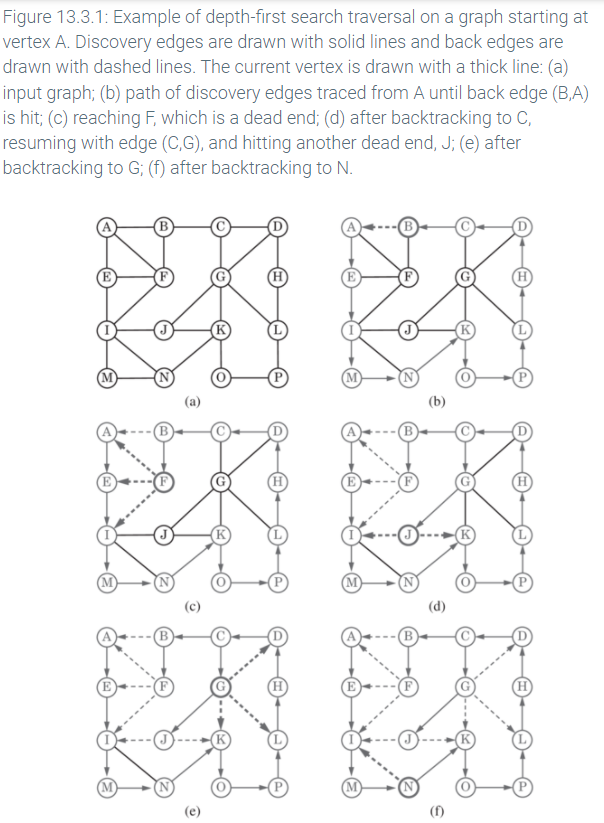 Figure 13.3.1: Example of depth-first search traversal on a graph starting at
vertex A. Discovery edges are drawn with solid lines and back edges are
drawn with dashed lines. The current vertex is drawn with a thick line: (a)
input graph; (b) path of discovery edges traced from A until back edge (B,A)
is hit; (c) reaching F, which is a dead end; (d) after backtracking to C,
resuming with edge (C,G), and hitting another dead end, J; (e) after
backtracking to G; (f) after backtracking to N.
A B C D A B C D
E F G H E F G H
I J K L I J K L
M N O P M N O P
(a) (b)
A B C D A B C D
E F G H E F G H
I J K L I J K L
M N O P M N O P
(c) (d)
A B C D A B C D
E F G H E F G H
I J K L I J K L
M N O P M N O P
(e) (f)